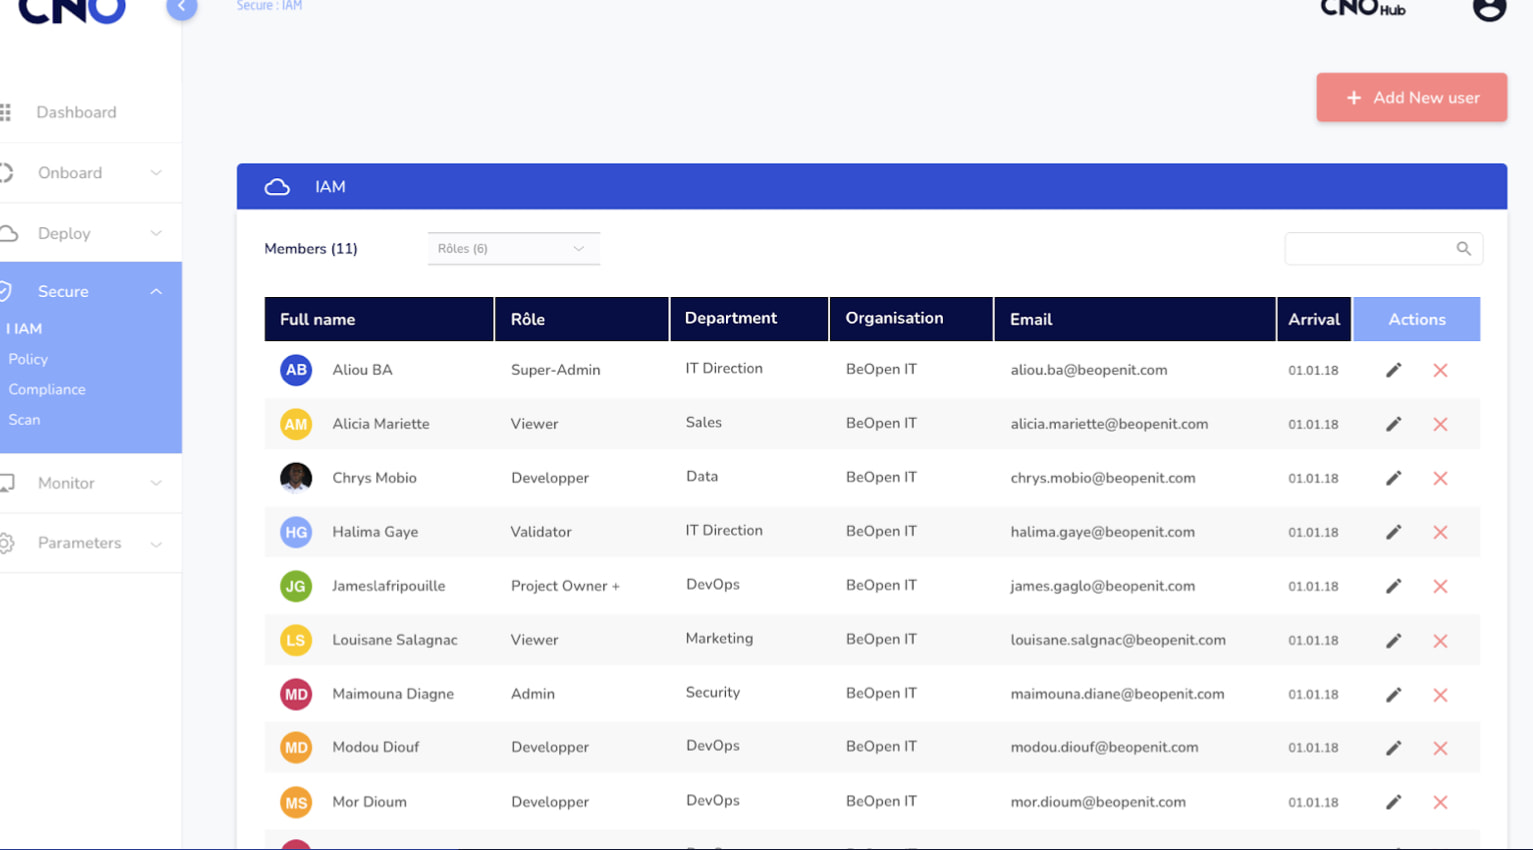 CNO
Secure : IAM
CNO Hub
Dashboard
Onboard
Deploy
Secure
I IAM
Policy
Compliance
Scan
Monitor
Parameters
+ Add New user
IAM
Members (11)
Rôles (6)
Full name Rôle Department Organisation Email Arrival Actions
AB Aliou BA Super-Admin IT Direction BeOpen IT aliou.ba@beopenit.com 01.01.18
AM Alicia Mariette Viewer Sales BeOpen IT alicia.mariette@beopenit.com 01.01.18
Chrys Mobio Developper Data BeOpen IT chrys.mobio@beopenit.com 01.01.18
HG Halima Gaye Validator IT Direction BeOpen IT halima.gaye@beopenit.com 01.01.18
JG Jameslafripouille Project Owner + DevOps BeOpen IT james.gaglo@beopenit.com 01.01.18
LS Louisane Salagnac Viewer Marketing BeOpen IT louisane.salgnac@beopenit.com 01.01.18
MD Maimouna Diagne Admin Security BeOpen IT maimouna.diane@beopenit.com 01.01.18
MD Modou Diouf Developper DevOps BeOpen IT modou.diouf@beopenit.com 01.01.18
MS Mor Dioum Developper DevOps BeOpen IT mor.dioum@beopenit.com 01.01.18